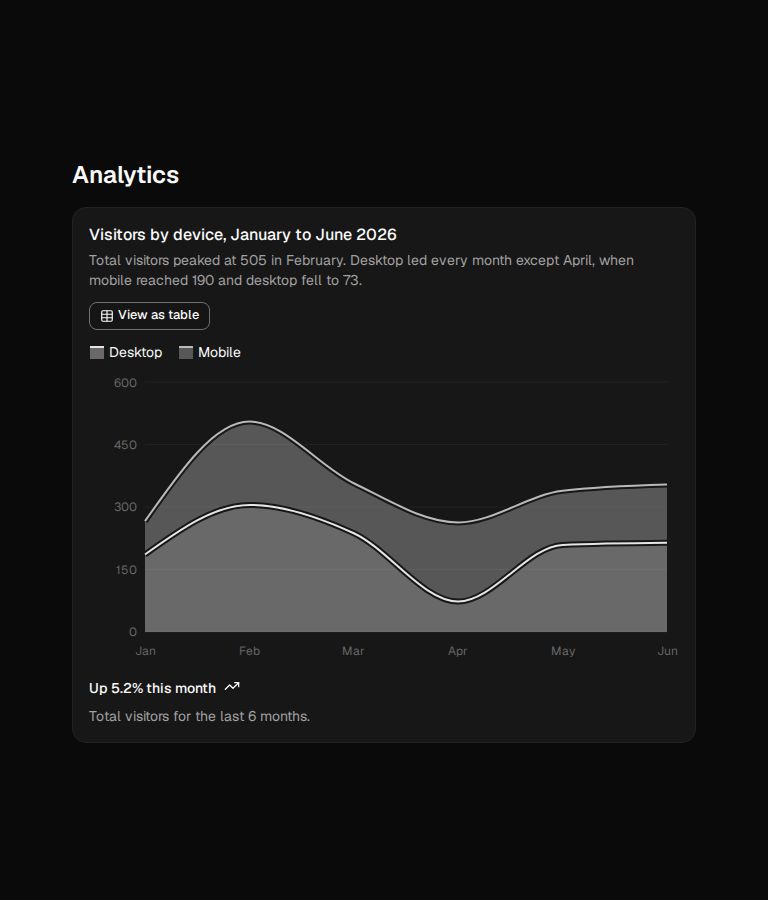 Analytics
Visitors by device, January to June 2026
Total visitors peaked at 505 in February. Desktop led every month except April, when
mobile reached 190 and desktop fell to 73.
View as table
Desktop Mobile
600
450
300
150
0
Jan Feb Mar Apr May Jun
Up 5.2% this month
Total visitors for the last 6 months.